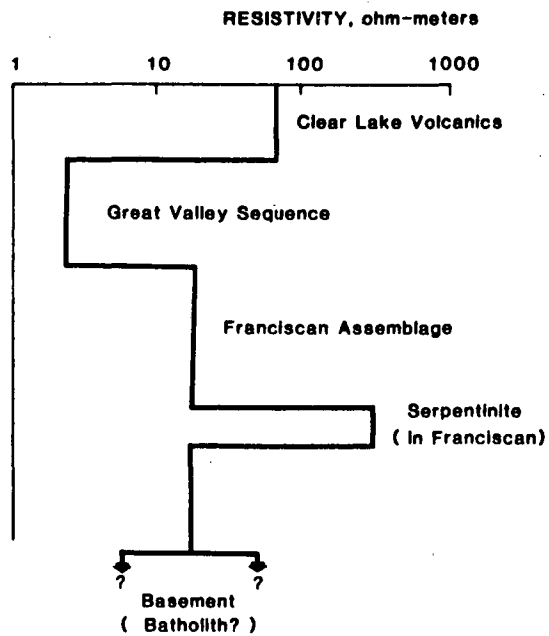 RESISTIVITY, ohm-meters
1 10 100 1000
Clear Lake Volcanics
Great Valley Sequence
Franciscan Assemblage
Serpentinite
( in Franciscan)
? ?
Basement
( Batholith? )